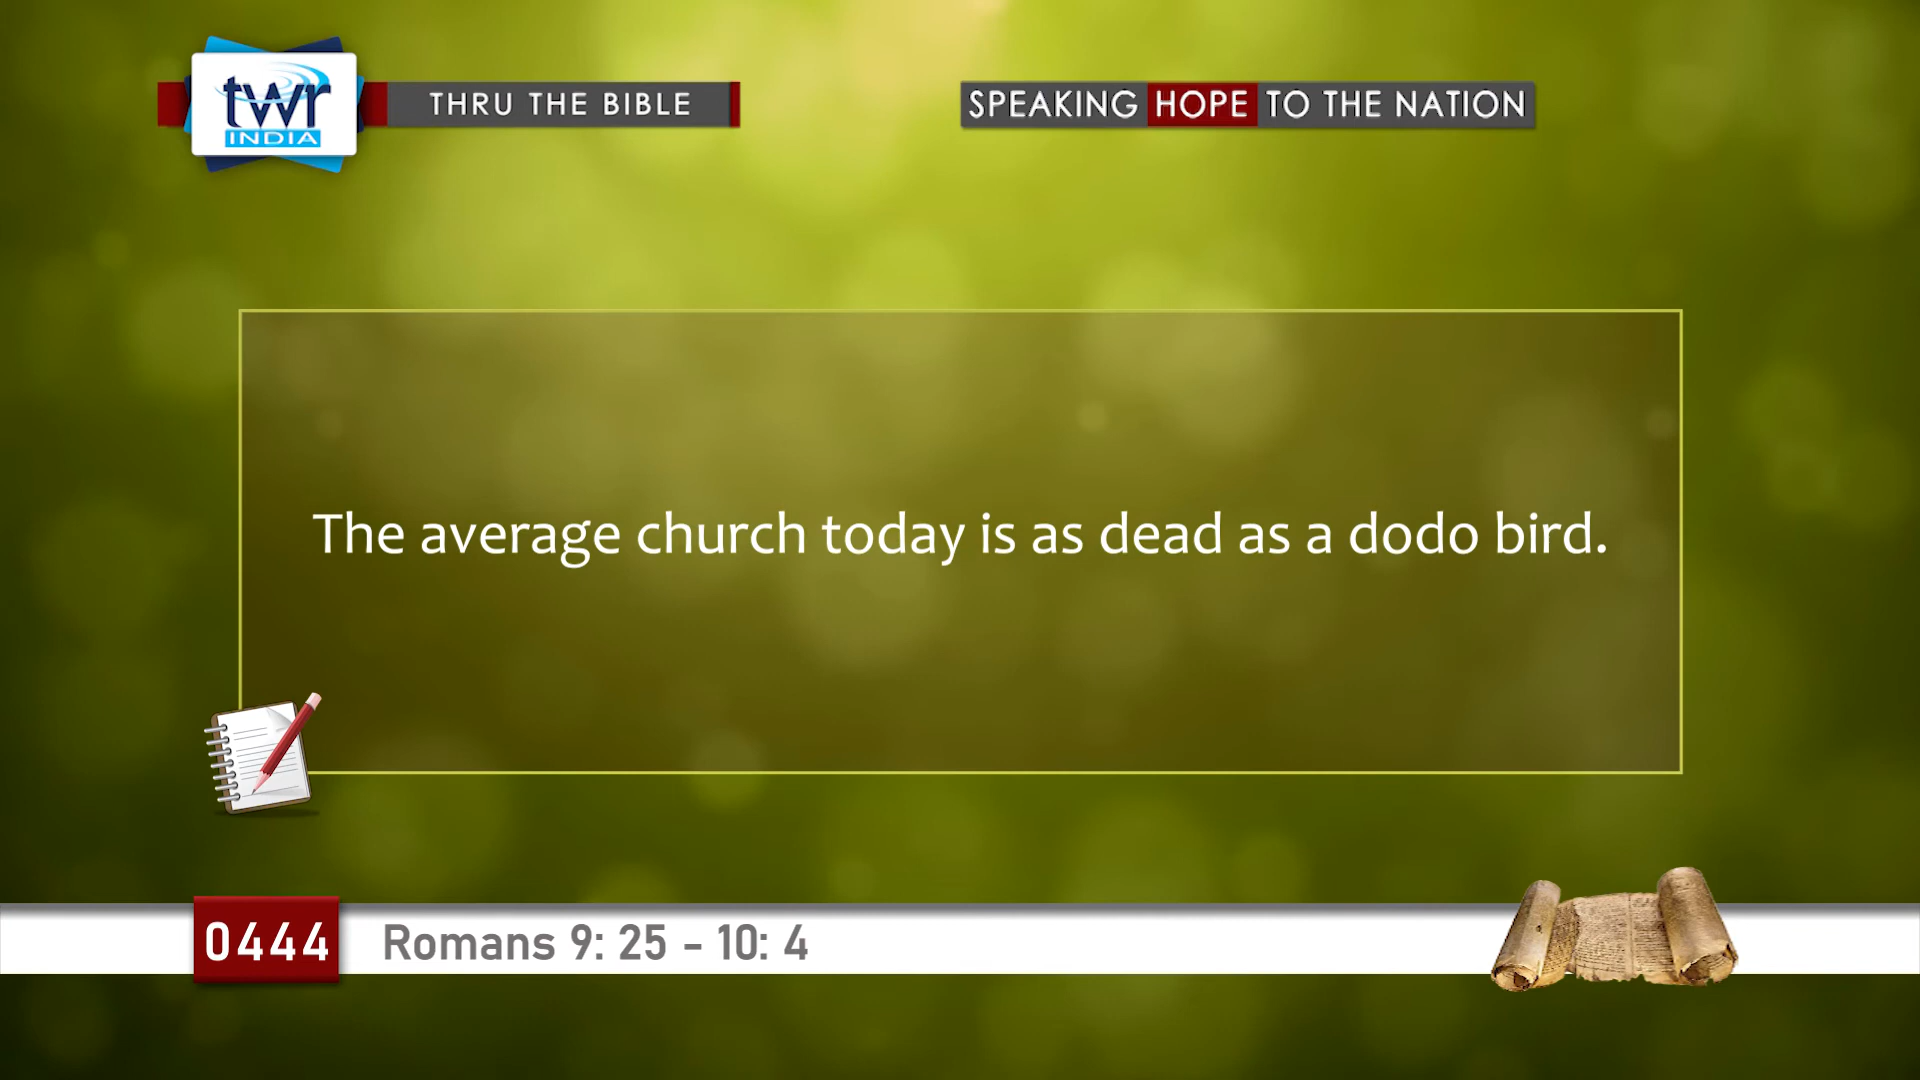 twr
INDIA
THRU THE BIBLE
SPEAKING HOPE TO THE NATION
The average church today is as dead as a dodo bird.
0444
Romans 9: 25 - 10: 4